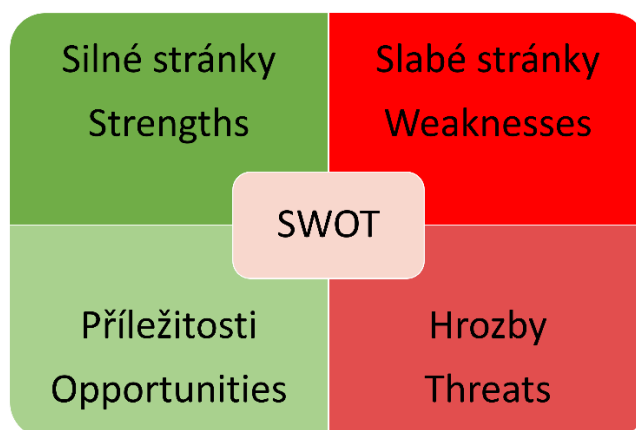 Silné stránky
Strengths
Slabé stránky
Weaknesses
SWOT
Příležitosti
Opportunities
Hrozby
Threats